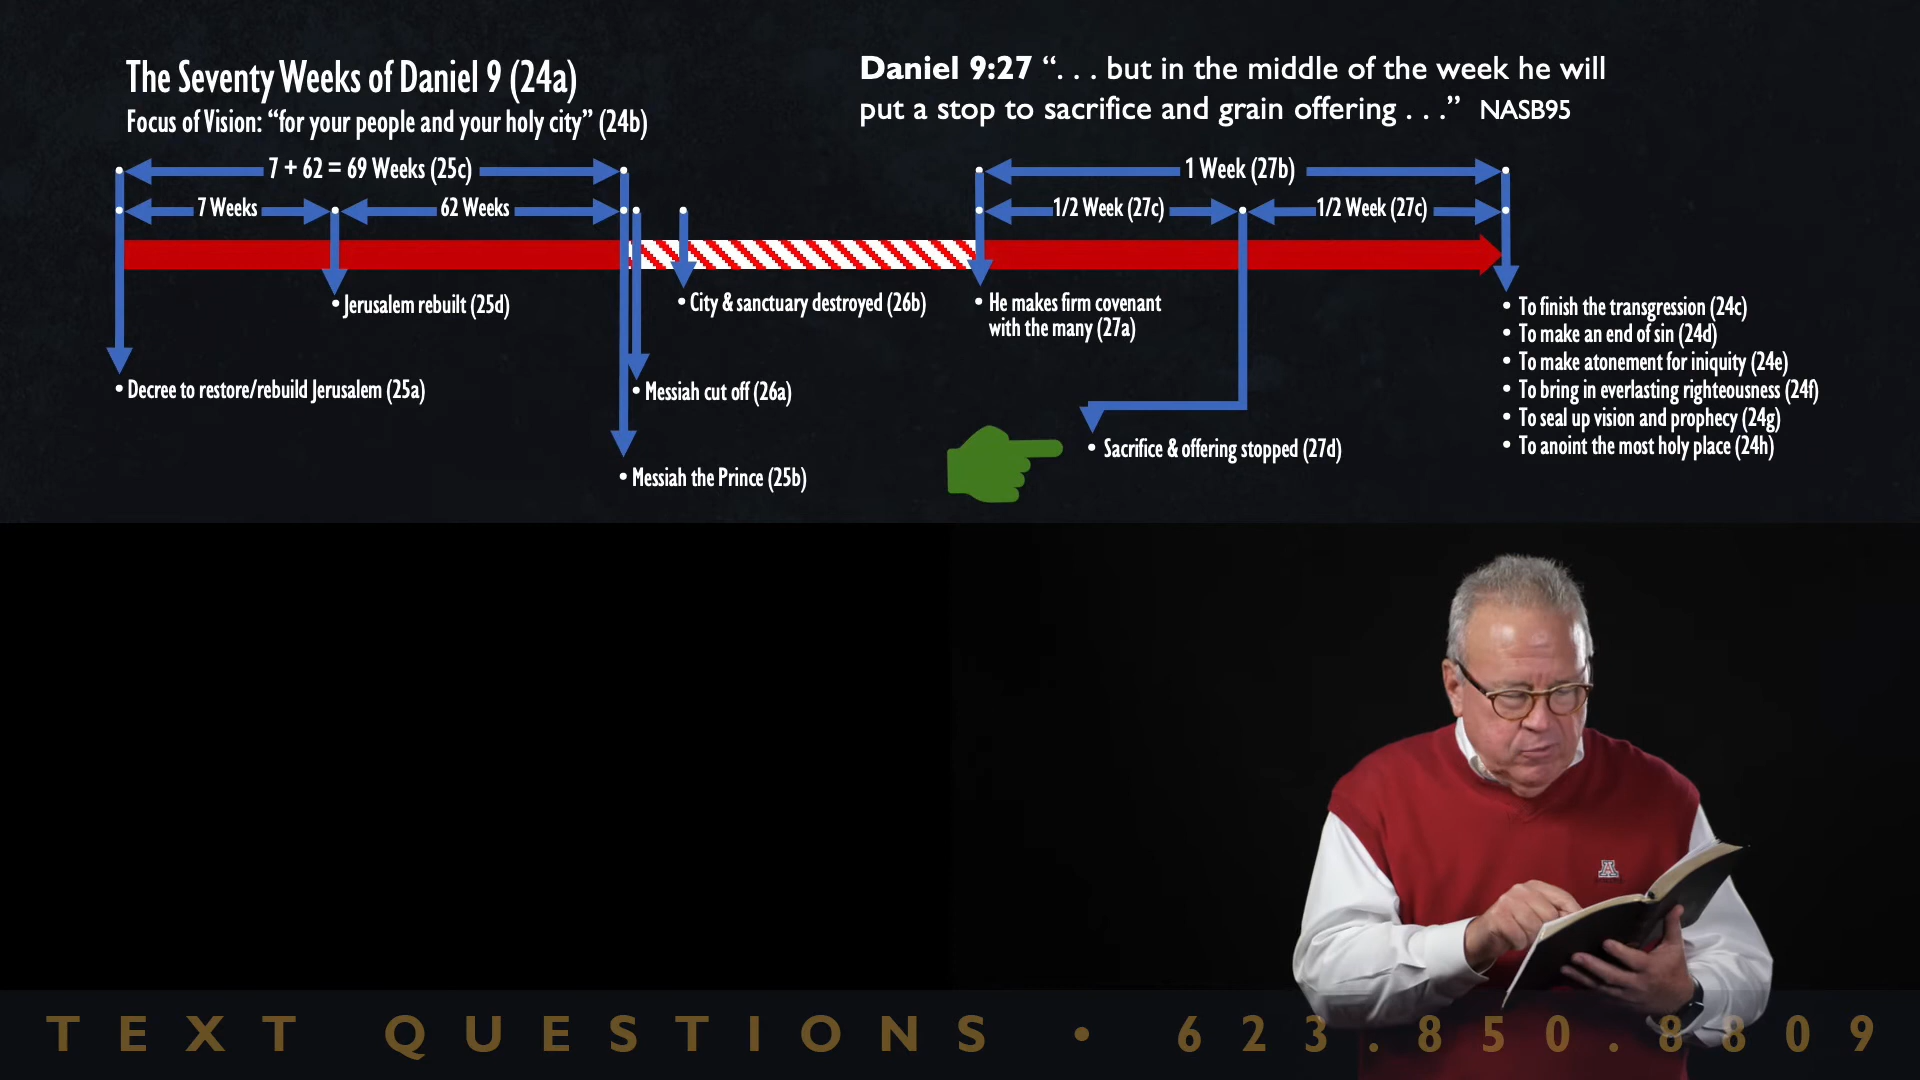 The Seventy Weeks of Daniel 9 (24a)
Focus of Vision: “for your people and your holy city” (24b)
Daniel 9:27 “. . . but in the middle of the week he will
put a stop to sacrifice and grain offering . . .” NASB95
7 + 62 = 69 Weeks (25c)
1 Week (27b)
7 Weeks
62 Weeks
1/2 Week (27c)
1/2 Week (27c)
• Jerusalem rebuilt (25d)
• City & sanctuary destroyed (26b)
• He makes firm covenant
with the many (27a)
• Decree to restore/rebuild Jerusalem (25a)
• Messiah cut off (26a)
• Messiah the Prince (25b)
• Sacrifice & offering stopped (27d)
• To finish the transgression (24c)
• To make an end of sin (24d)
• To make atonement for iniquity (24e)
• To bring in everlasting righteousness (24f)
• To seal up vision and prophecy (24g)
• To anoint the most holy place (24h)
A
TEXT QUESTIONS • 623.850.8809